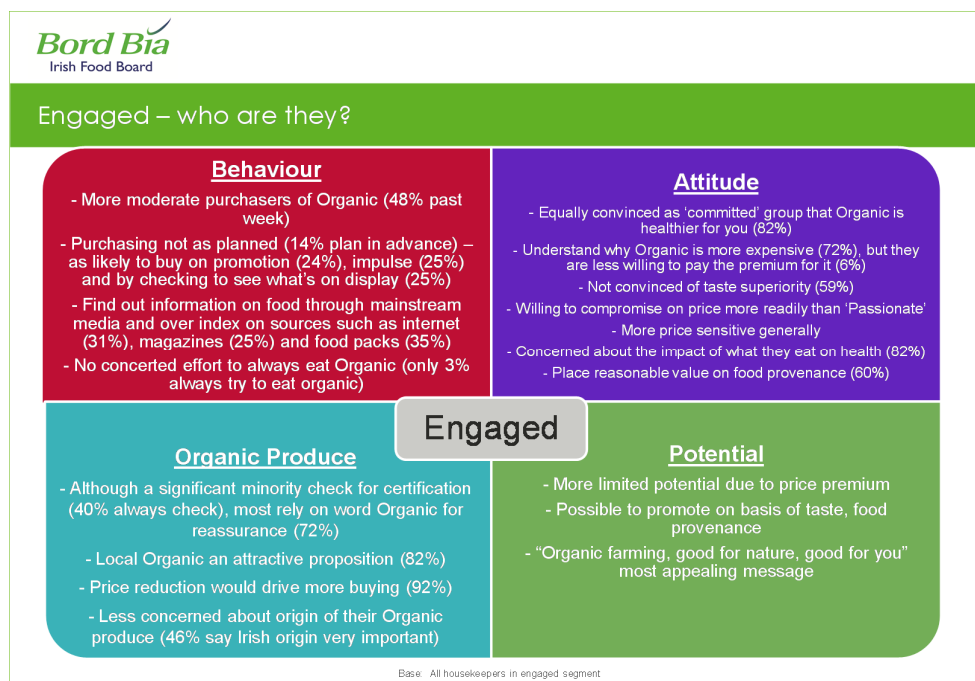 Bord Bia
Irish Food Board
Engaged – who are they?
Behaviour
- More moderate purchasers of Organic (48% past
week)
- Purchasing not as planned (14% plan in advance) –
as likely to buy on promotion (24%), impulse (25%)
and by checking to see what's on display (25%)
- Find out information on food through mainstream
media and over index on sources such as internet
(31%), magazines (25%) and food packs (35%)
- No concerted effort to always eat Organic (only 3%
always try to eat organic)
Attitude
- Equally convinced as 'committed' group that Organic is
healthier for you (82%)
- Understand why Organic is more expensive (72%), but they
are less willing to pay the premium for it (6%)
- Not convinced of taste superiority (59%)
- Willing to compromise on price more readily than 'Passionate'
- More price sensitive generally
- Concerned about the impact of what they eat on health (82%)
- Place reasonable value on food provenance (60%)
Engaged
Organic Produce
- Although a significant minority check for certification
(40% always check), most rely on word Organic for
reassurance (72%)
- Local Organic an attractive proposition (82%)
- Price reduction would drive more buying (92%)
- Less concerned about origin of their Organic
produce (46% say Irish origin very important)
Potential
- More limited potential due to price premium
- Possible to promote on basis of taste, food
provenance
- "Organic farming, good for nature, good for you"
most appealing message
Base: All housekeepers in engaged segment